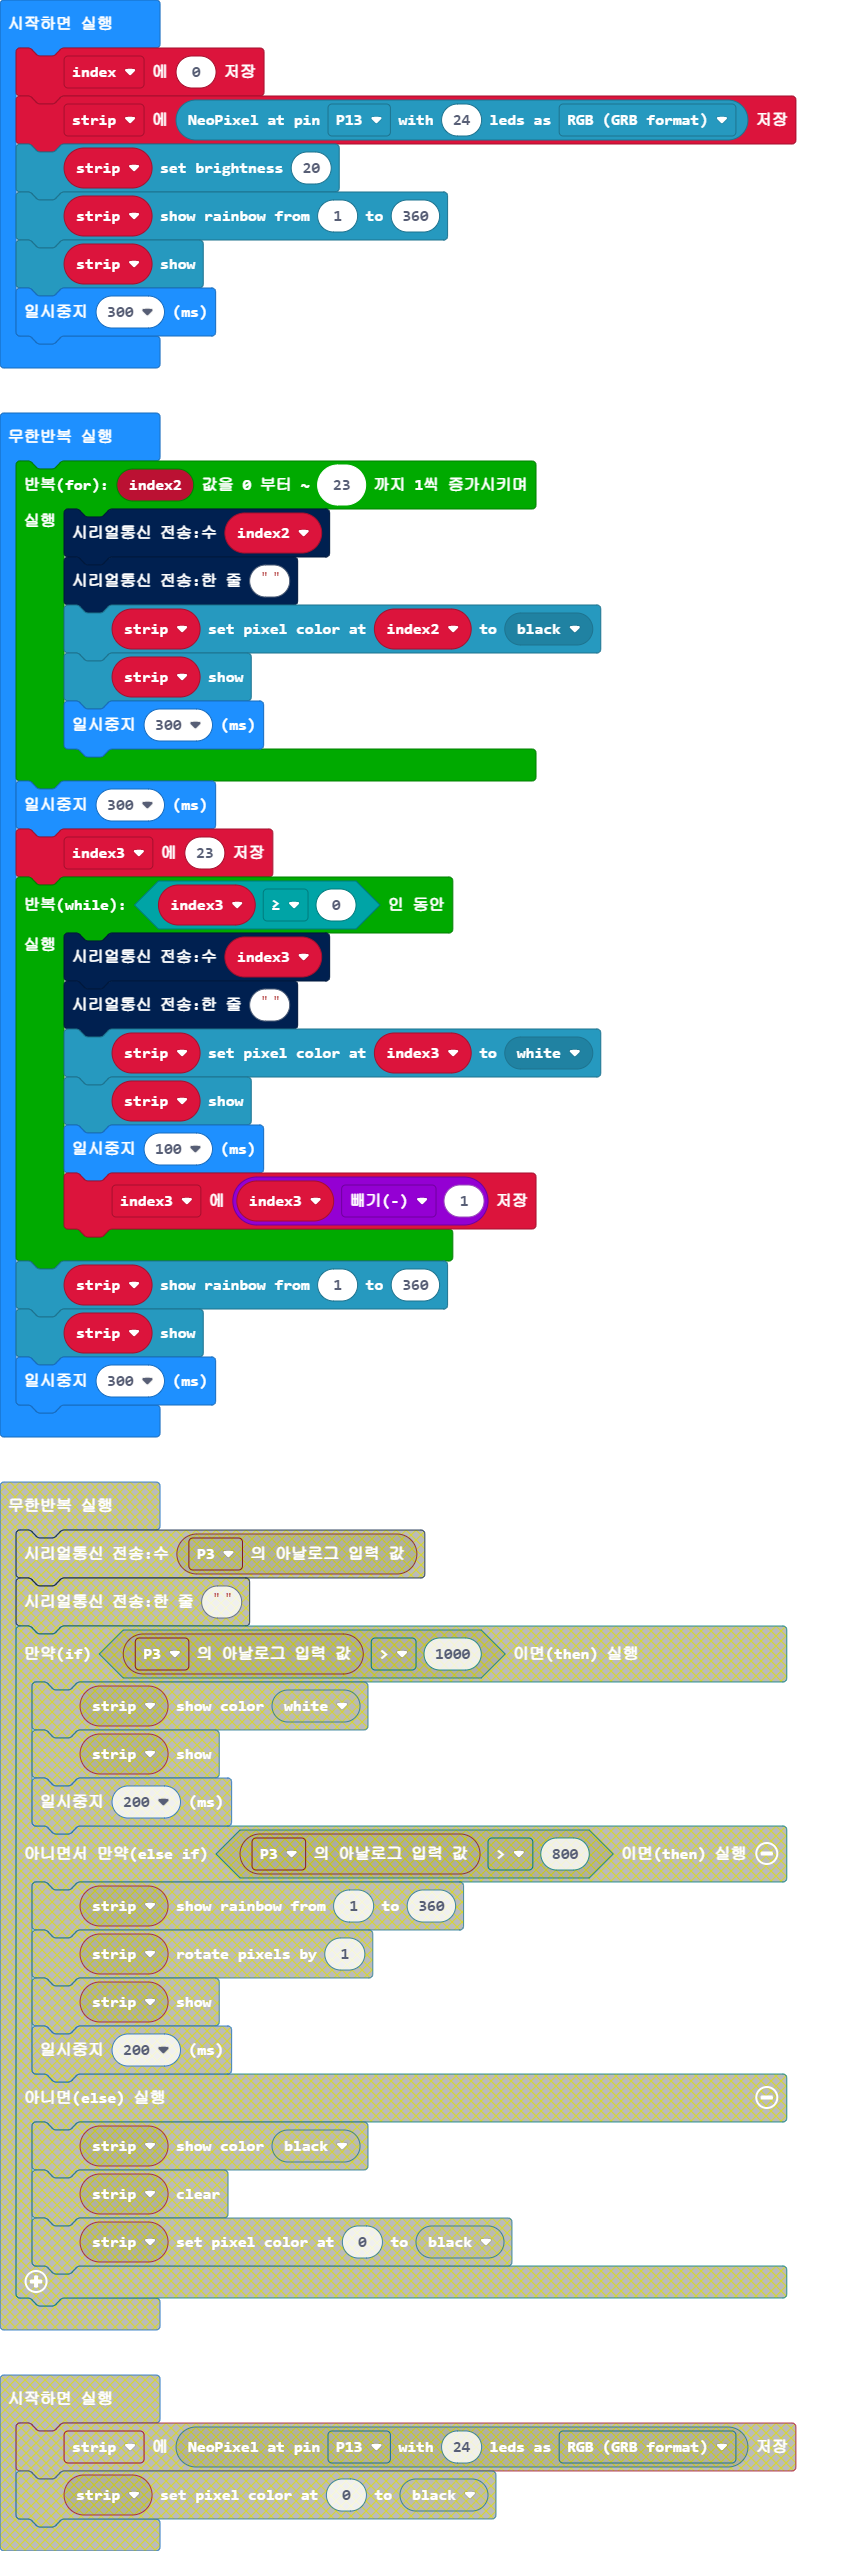 시작하면 실행
index 에 0 저장
strip 에 NeoPixel at pin P13 with 24 leds as RGB (GRB format) 저장
strip set brightness 20
strip show rainbow from 1 to 360
strip show
일시중지 300 (ms)
무한반복 실행
반복(for): index2 값을 0 부터 ~ 23 까지 1씩 증가시키며
실행
시리얼통신 전송:수 index2
시리얼통신 전송:한 줄 " "
strip set pixel color at index2 to black
strip show
일시중지 300 (ms)
일시중지 300 (ms)
index3 에 23 저장
반복(while): index3 ≥ 0 인 동안
실행
시리얼통신 전송:수 index3
시리얼통신 전송:한 줄 " "
strip set pixel color at index3 to white
strip show
일시중지 100 (ms)
index3 에 index3 빼기(-) 1 저장
strip show rainbow from 1 to 360
strip show
일시중지 300 (ms)
무한반복 실행
시리얼통신 전송:수 P3 의 아날로그 입력 값
시리얼통신 전송:한 줄 " "
만약(if) P3 의 아날로그 입력 값 > 1000 이면(then) 실행
strip show color white
strip show
일시중지 200 (ms)
아니면서 만약(else if) P3 의 아날로그 입력 값 > 800 이면(then) 실행
strip show rainbow from 1 to 360
strip rotate pixels by 1
strip show
일시중지 200 (ms)
아니면(else) 실행
strip show color black
strip clear
strip set pixel color at 0 to black
시작하면 실행
strip 에 NeoPixel at pin P13 with 24 leds as RGB (GRB format) 저장
strip set pixel color at 0 to black